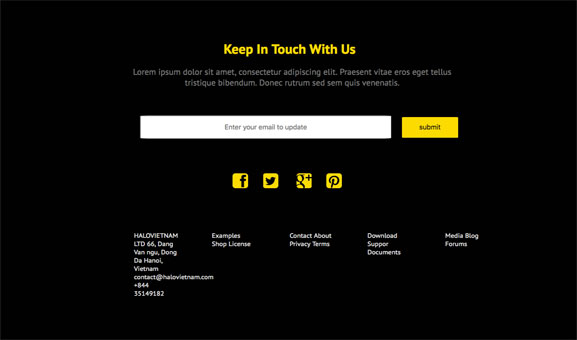 Keep In Touch With Us
Lorem ipsum dolor sit amet, consectetur adipiscing elit. Praesent vitae eros eget tellus
tristique bibendum. Donec rutrum sed sem quis venenatis.
Enter your email to update
submit
HALOVIETNAM
LTD 66, Dang
Van ngu, Dong
Da Hanoi,
Vietnam
contact@halovietnam.com
+844
35149182
Examples
Shop License
Contact About
Privacy Terms
Download
Suppor
Documents
Media Blog
Forums